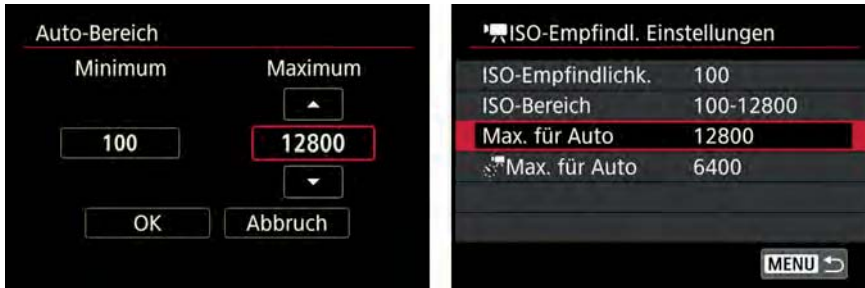 Auto-Bereich
Minimum Maximum
100 12800
OK Abbruch
ISO-Empfindl. Einstellungen
ISO-Empfindlichk. 100
ISO-Bereich 100-12800
Max. für Auto 12800
Max. für Auto 6400
MENU